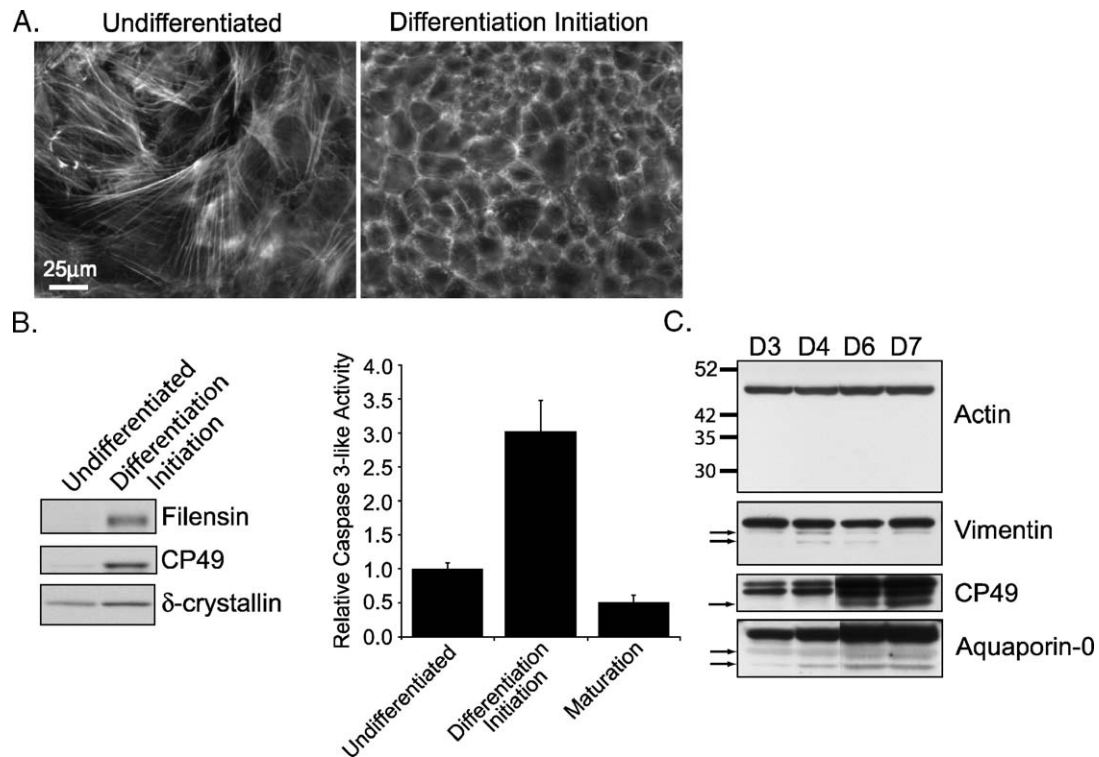 A.
Undifferentiated
Differentiation Initiation
25μm
B.
Undifferentiated
Differentiation
Initiation
Filensin
CP49
δ-crystallin
Relative Caspase 3-like Activity
4.0
3.5
3.0
2.5
2.0
1.5
1.0
0.5
0.0
Undifferentiated
Differentiation
Initiation
Maturation
C.
D3 D4 D6 D7
52
42
35
30
Actin
Vimentin
CP49
Aquaporin-0